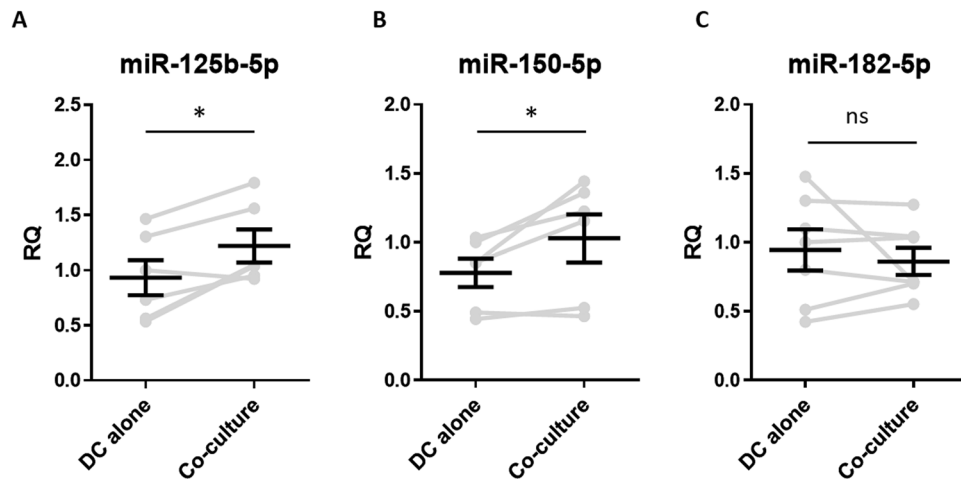 A
miR-125b-5p
RQ
2.5
2.0
1.5
1.0
0.5
0.0
*
DC alone
Co-culture
B
miR-150-5p
RQ
2.0
1.5
1.0
0.5
0.0
*
DC alone
Co-culture
C
miR-182-5p
RQ
2.0
1.5
1.0
0.5
0.0
ns
DC alone
Co-culture